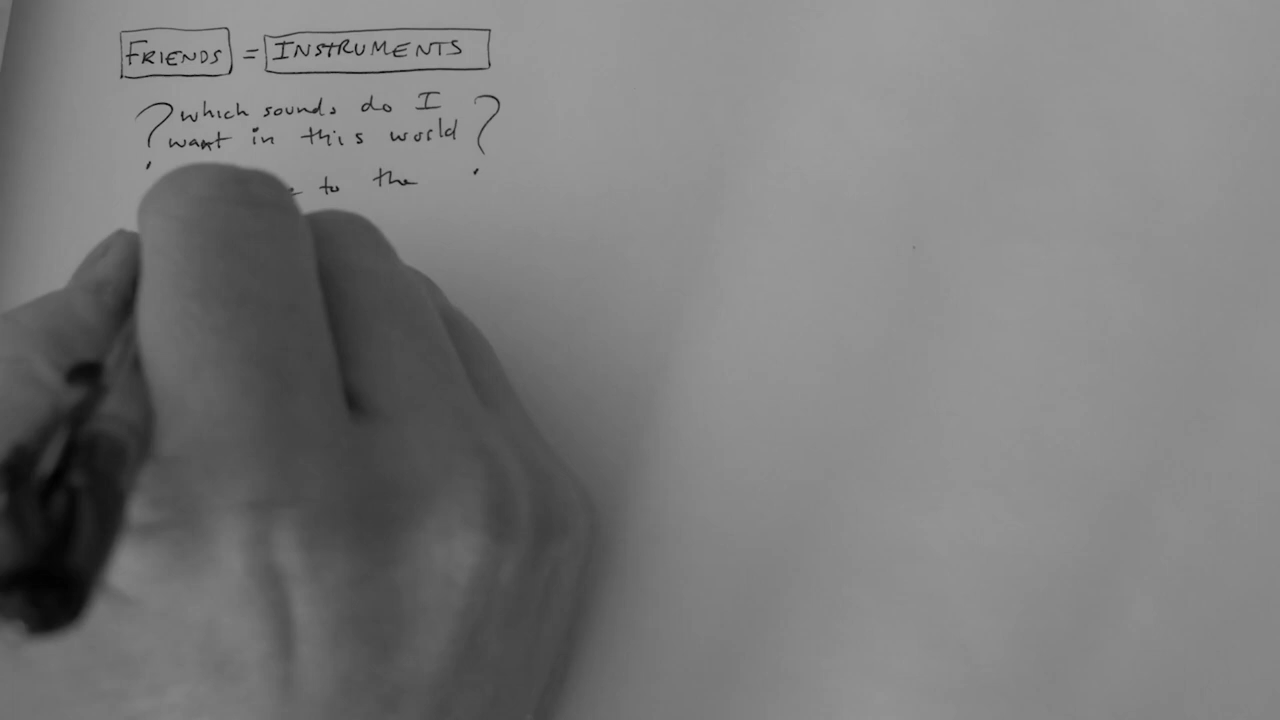 FRIENDS = INSTRUMENTS
? which sounds do I
want in this world ?
to the